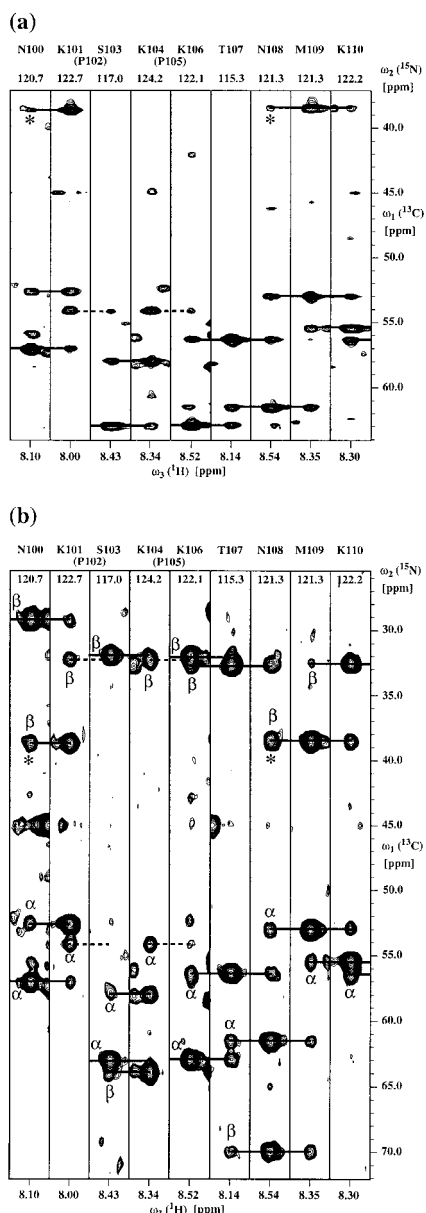 (a)
N100 K101 S103 K104 K106 T107 N108 M109 K110
(P102) (P105)
120.7 122.7 117.0 124.2 122.1 115.3 121.3 121.3 122.2
ω₂ (¹⁵N)
[ppm]
* *
40.0
45.0
ω₁ (¹³C)
[ppm]
50.0
55.0
60.0
8.10 8.00 8.43 8.34 8.52 8.14 8.54 8.35 8.30
ω₃ (¹H) [ppm]
(b)
N100 K101 S103 K104 K106 T107 N108 M109 K110
(P102) (P105)
120.7 122.7 117.0 124.2 122.1 115.3 121.3 121.3 122.2
ω₂ (¹⁵N)
[ppm]
β
30.0
β β
β β β β
35.0
β β
* *
40.0
45.0
ω₁ (¹³C)
[ppm]
50.0
α α
α α
55.0
α α α α α
60.0
α α
β
65.0
β
70.0
8.10 8.00 8.43 8.34 8.52 8.14 8.54 8.35 8.30
[ppm]